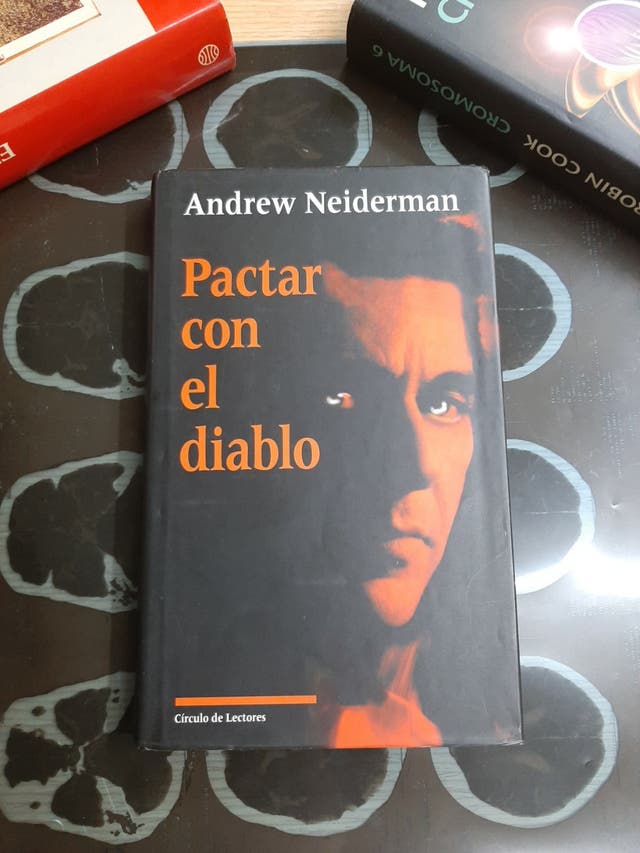 Andrew Neiderman
Pactar
con
el
diablo
Círculo de Lectores
CROMOSOMA 6
ROBIN COOK